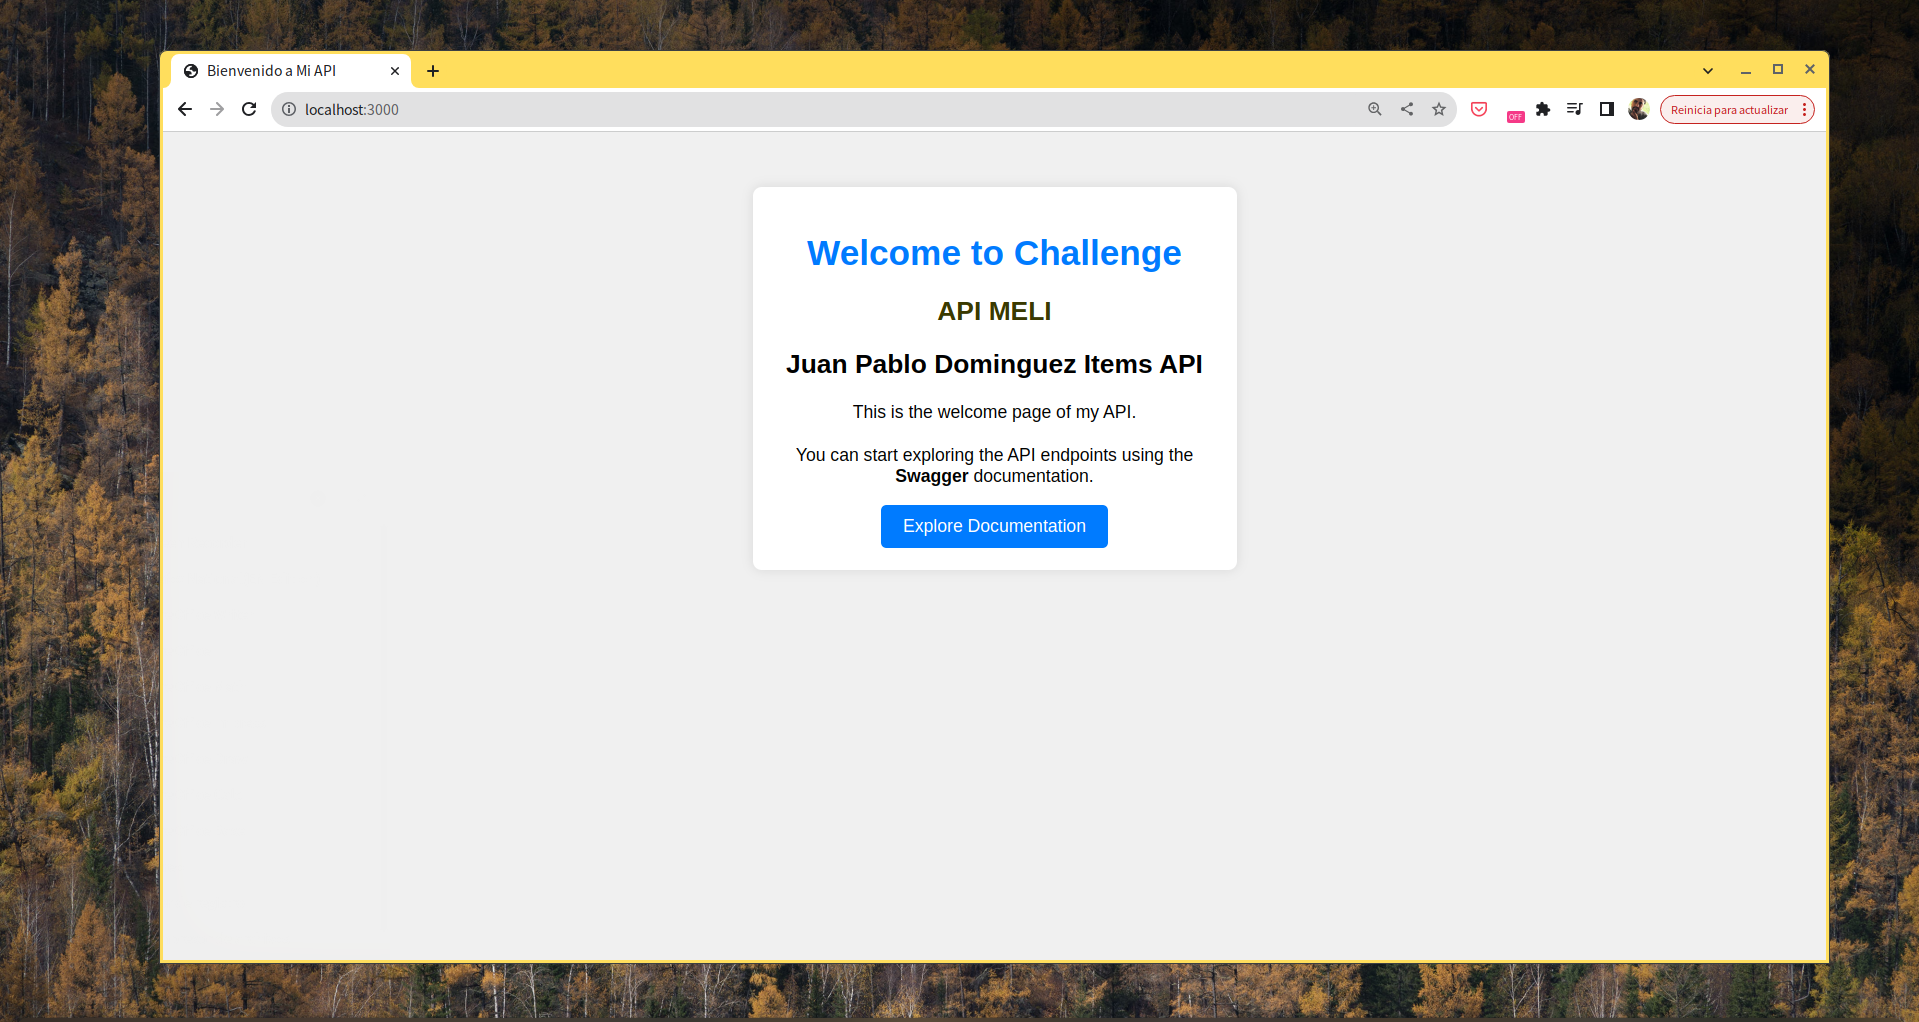 Bienvenido a Mi API
localhost:3000
OFF
Reinicia para actualizar
Welcome to Challenge
API MELI
Juan Pablo Dominguez Items API
This is the welcome page of my API.
You can start exploring the API endpoints using the
Swagger documentation.
Explore Documentation